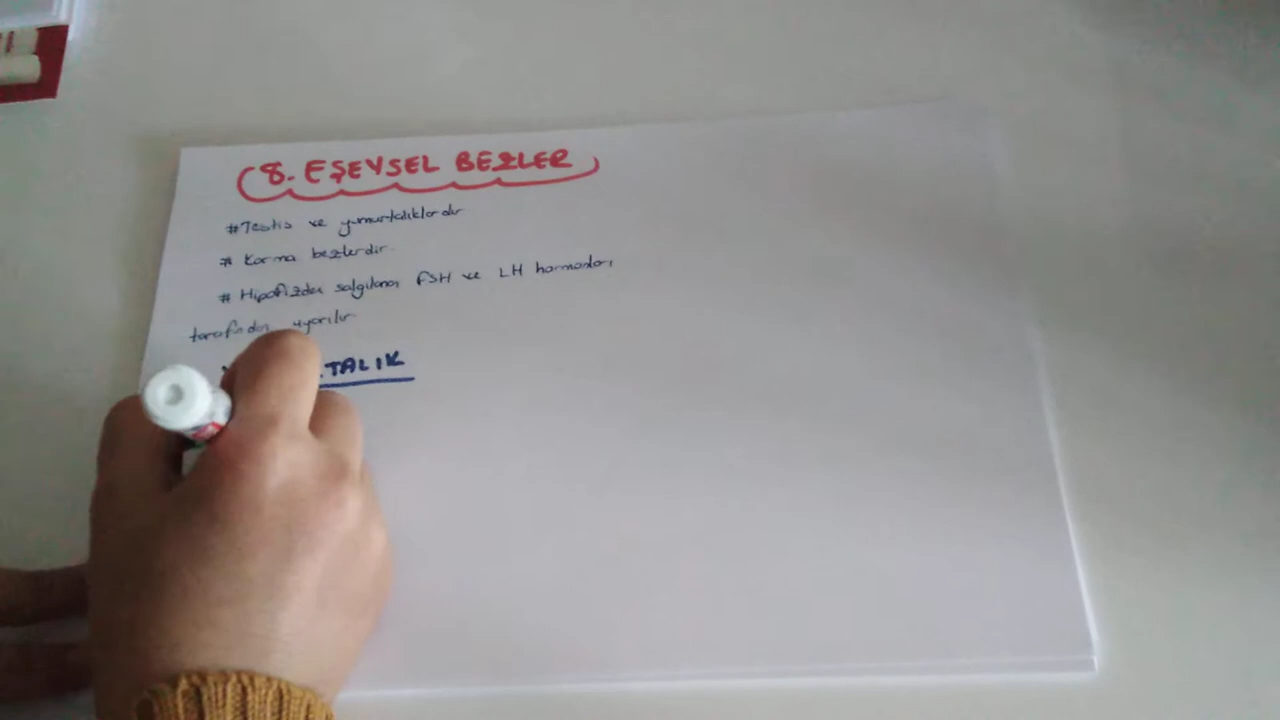 8. EŞEYSEL BEZLER
#Testis ve yumurtalıklardır
# Karma bezlerdir.
# Hipofizden salgılanan FSH ve LH hormonları
tarafından uyarılır
TALIK